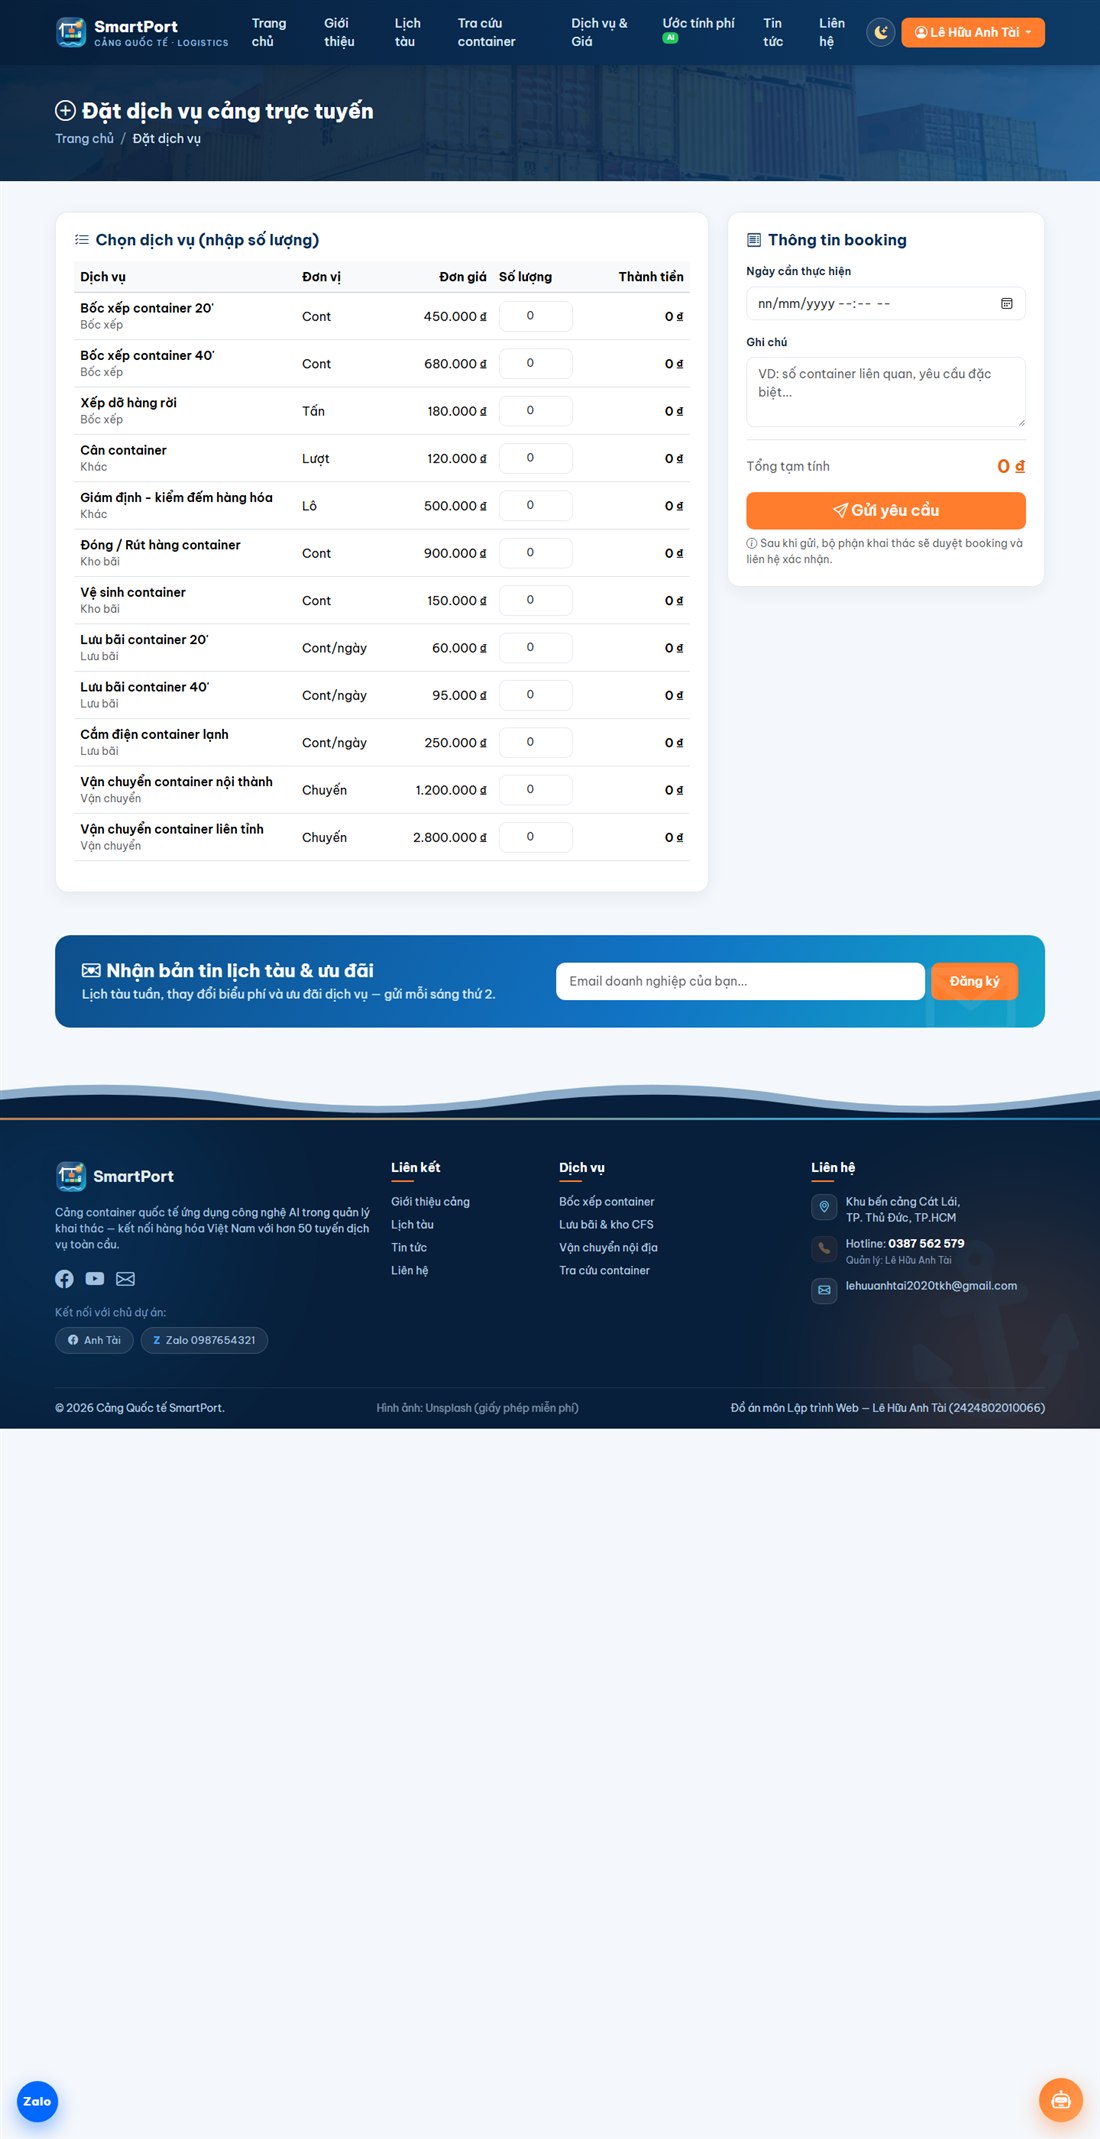 SmartPort
CẢNG QUỐC TẾ · LOGISTICS
Trang chủ
Giới thiệu
Lịch tàu
Tra cứu container
Dịch vụ & Giá
Ước tính phí AI
Tin tức
Liên hệ
Lê Hữu Anh Tài
Đặt dịch vụ cảng trực tuyến
Trang chủ / Đặt dịch vụ
Chọn dịch vụ (nhập số lượng)
Dịch vụ Đơn vị Đơn giá Số lượng Thành tiền
Bốc xếp container 20' Cont 450.000 ₫ 0 0 ₫
Bốc xếp
Bốc xếp container 40' Cont 680.000 ₫ 0 0 ₫
Bốc xếp
Xếp dỡ hàng rời Tấn 180.000 ₫ 0 0 ₫
Bốc xếp
Cân container Lượt 120.000 ₫ 0 0 ₫
Khác
Giám định - kiểm đếm hàng hóa Lô 500.000 ₫ 0 0 ₫
Khác
Đóng / Rút hàng container Cont 900.000 ₫ 0 0 ₫
Kho bãi
Vệ sinh container Cont 150.000 ₫ 0 0 ₫
Kho bãi
Lưu bãi container 20' Cont/ngày 60.000 ₫ 0 0 ₫
Lưu bãi
Lưu bãi container 40' Cont/ngày 95.000 ₫ 0 0 ₫
Lưu bãi
Cắm điện container lạnh Cont/ngày 250.000 ₫ 0 0 ₫
Lưu bãi
Vận chuyển container nội thành Chuyến 1.200.000 ₫ 0 0 ₫
Vận chuyển
Vận chuyển container liên tỉnh Chuyến 2.800.000 ₫ 0 0 ₫
Vận chuyển
Thông tin booking
Ngày cần thực hiện
nn/mm/yyyy --:-- --
Ghi chú
VD: số container liên quan, yêu cầu đặc
biệt...
Tổng tạm tính 0 ₫
Gửi yêu cầu
Sau khi gửi, bộ phận khai thác sẽ duyệt booking và
liên hệ xác nhận.
Nhận bản tin lịch tàu & ưu đãi
Lịch tàu tuần, thay đổi biểu phí và ưu đãi dịch vụ — gửi mỗi sáng thứ 2.
Email doanh nghiệp của bạn...
Đăng ký
SmartPort
Cảng container quốc tế ứng dụng công nghệ AI trong quản lý
khai thác — kết nối hàng hóa Việt Nam với hơn 50 tuyến dịch
vụ toàn cầu.
Kết nối với chủ dự án:
Anh Tài
Z Zalo 0987654321
Liên kết
Giới thiệu cảng
Lịch tàu
Tin tức
Liên hệ
Dịch vụ
Bốc xếp container
Lưu bãi & kho CFS
Vận chuyển nội địa
Tra cứu container
Liên hệ
Khu bến cảng Cát Lái,
TP. Thủ Đức, TP.HCM
Hotline: 0387 562 579
Quản lý: Lê Hữu Anh Tài
lehuuanhtai2020tkh@gmail.com
© 2026 Cảng Quốc tế SmartPort.
Hình ảnh: Unsplash (giấy phép miễn phí)
Đồ án môn Lập trình Web — Lê Hữu Anh Tài (2424802010066)
Zalo